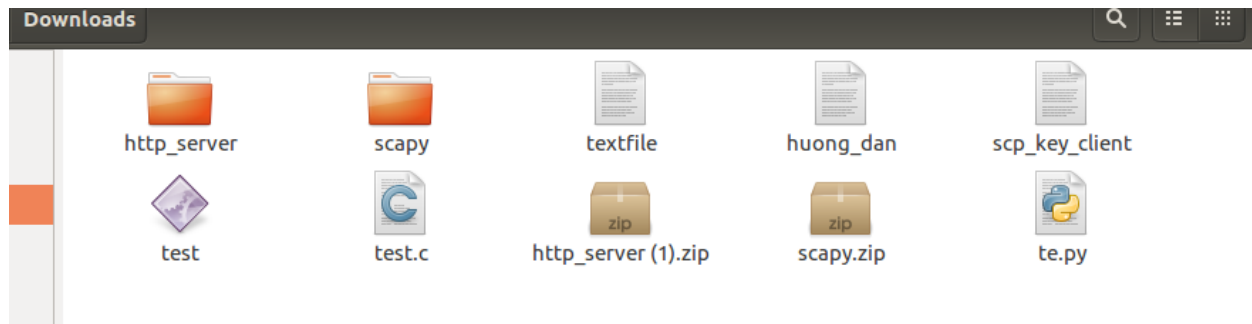 Downloads
http_server scapy textfile huong_dan scp_key_client
zip zip
test test.c http_server (1).zip scapy.zip te.py